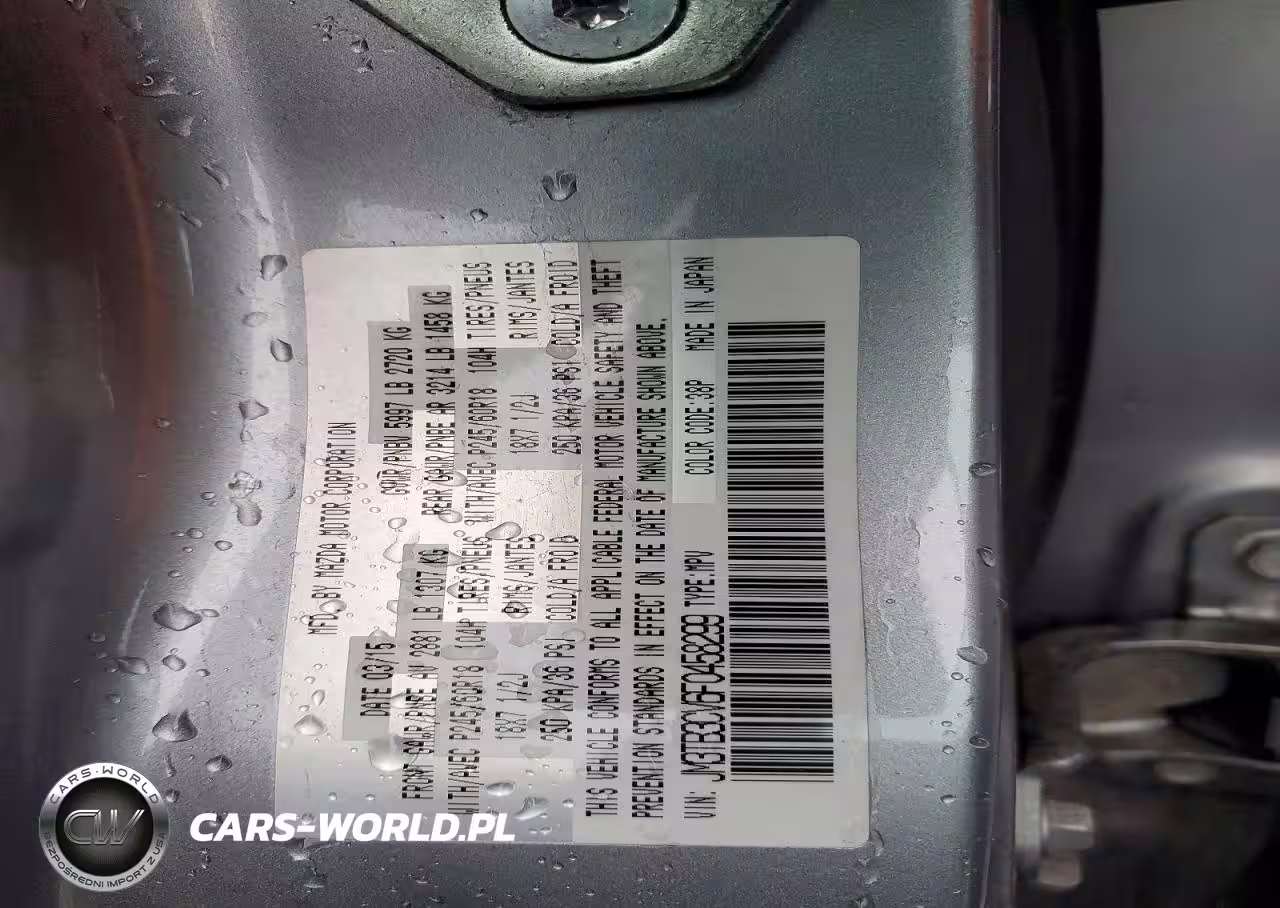 MFD. BY MAZDA MOTOR CORPORATION
DATE 03/15 GVWR/PNBV 5997 LB 2720 KG
FRONT GAWR/PNBE AV 2881 LB 1307 KG REAR GAWR/PNBE AR 3214 LB 1458 KG
WITH/AVEC P245/60R18 104H TIRES/PNEUS WITH/AVEC P245/60R18 104H TIRES/PNEUS
18X7 1/2J RIMS/JANTES 18X7 1/2J RIMS/JANTES
250 KPA/36 PSI COLD/A FROID 250 KPA/36 PSI COLD/A FROID
THIS VEHICLE CONFORMS TO ALL APPLICABLE FEDERAL MOTOR VEHICLE SAFETY AND THEFT
PREVENTION STANDARDS IN EFFECT ON THE DATE OF MANUFACTURE SHOWN ABOVE.
VIN: JM3TB3CV6F0458299 TYPE:MPV COLOR CODE:38P MADE IN JAPAN
CARS-WORLD
CW
BEZPOŚREDNI IMPORT Z USA
CARS-WORLD.PL